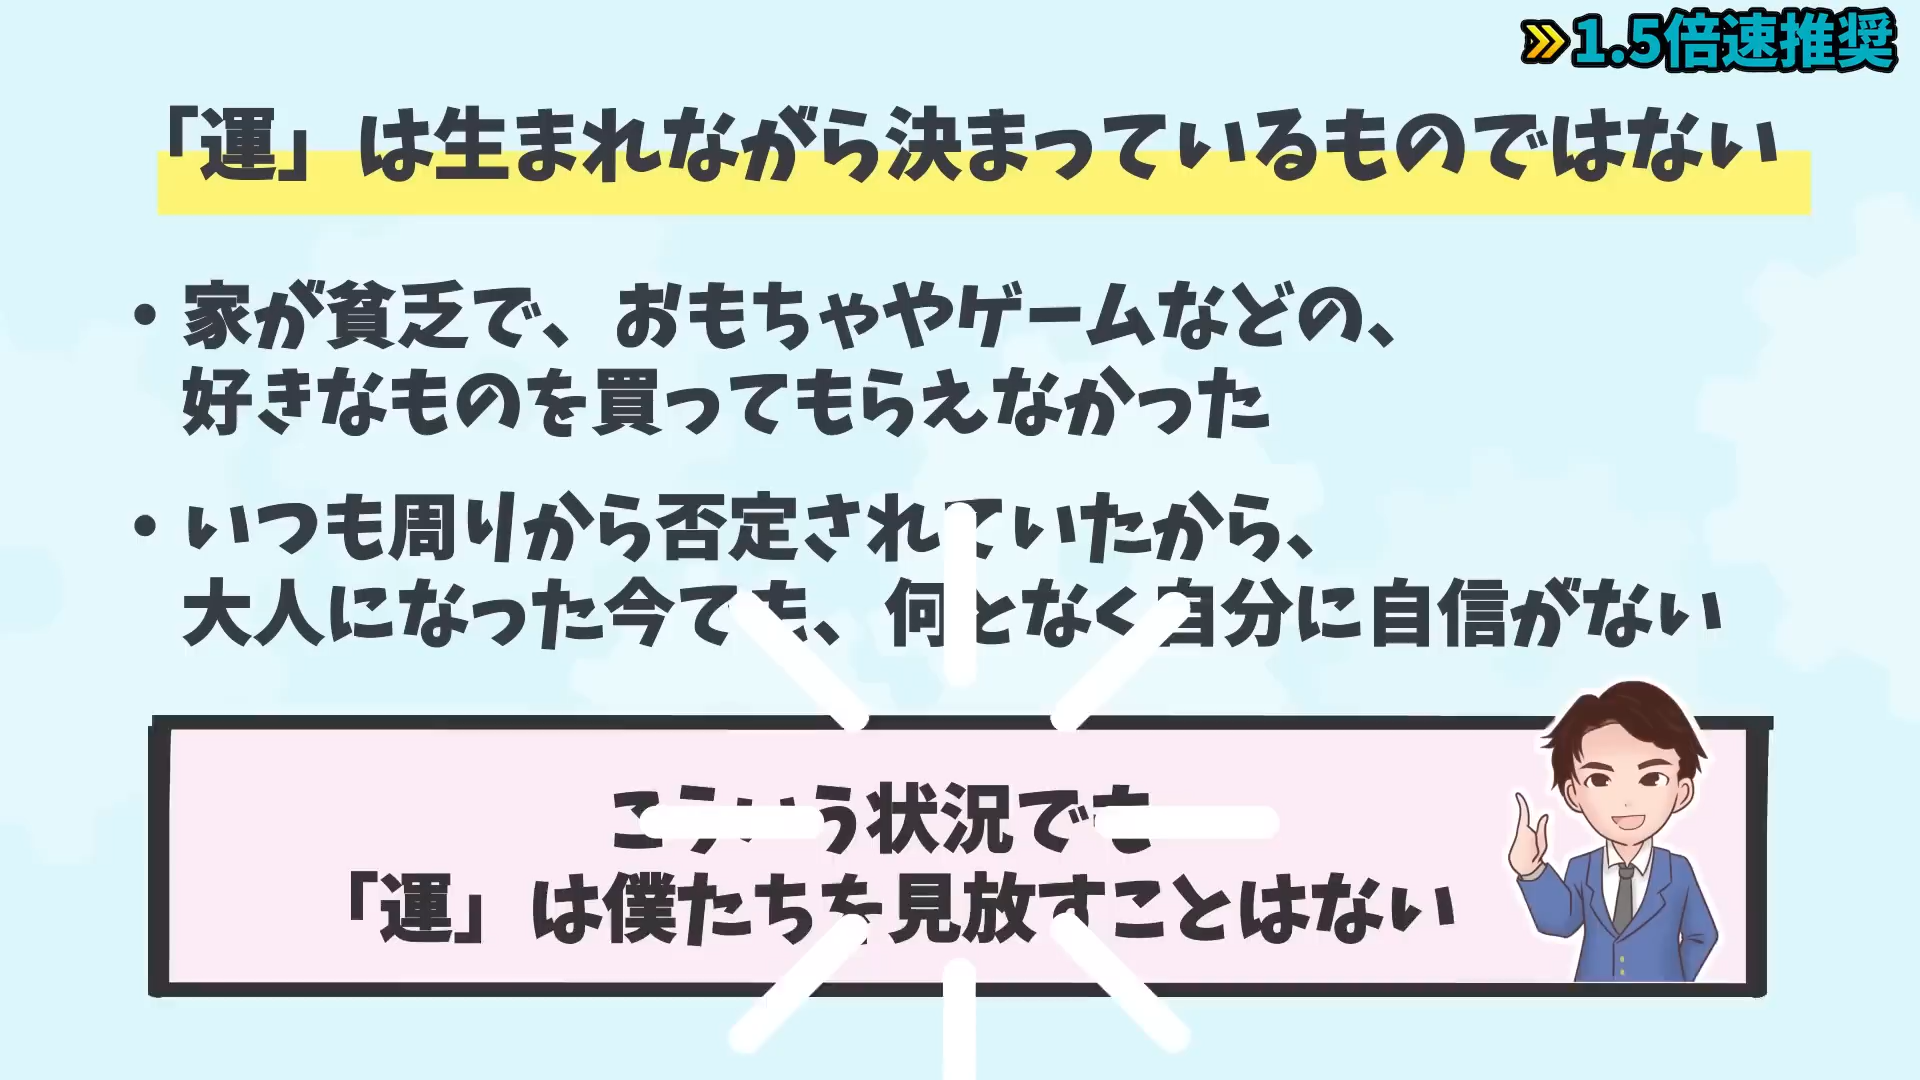 1.5倍速推奨
「運」は生まれながら決まっているものではない
・家が貧乏で、おもちゃやゲームなどの、
好きなものを買ってもらえなかった
・いつも周りから否定されていたから、
大人になった今でも、何となく自分に自信がない
こういう状況でも
「運」は僕たちを見放すことはない